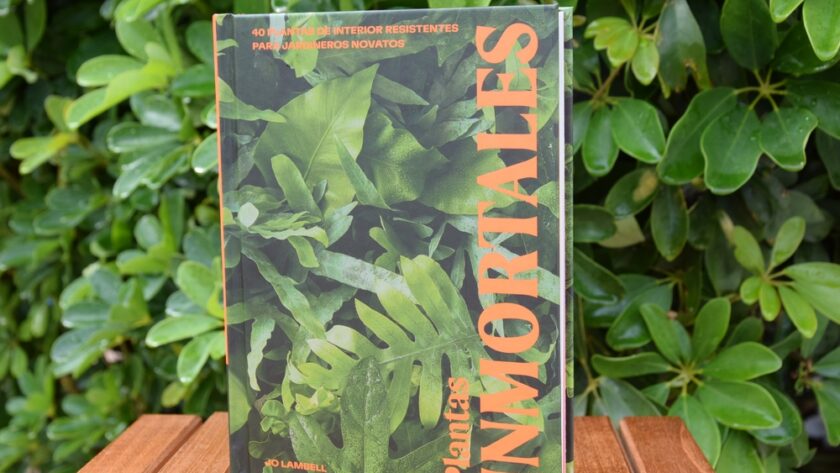 40 PLANTAS DE INTERIOR RESISTENTES
PARA JARDINEROS NOVATOS
Plantas
INMORTALES
JO LAMBELL